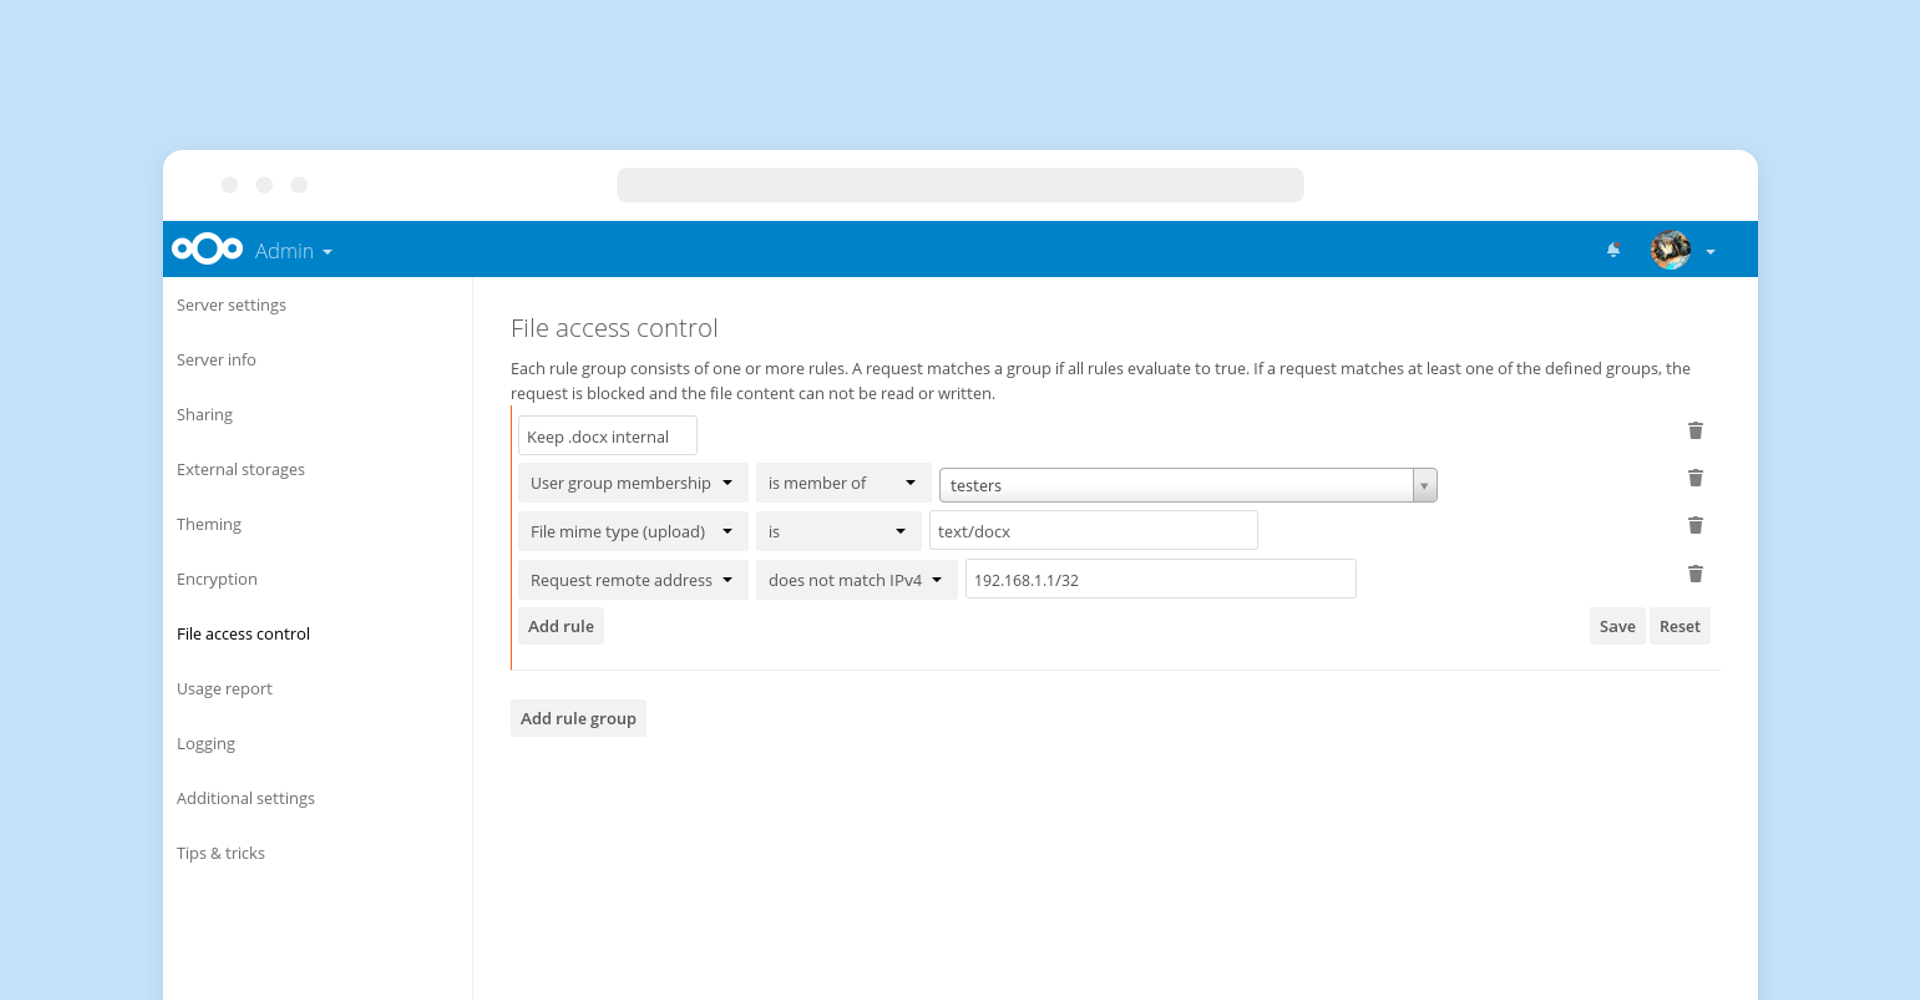 Admin
Server settings
Server info
Sharing
External storages
Theming
Encryption
File access control
Usage report
Logging
Additional settings
Tips & tricks
File access control
Each rule group consists of one or more rules. A request matches a group if all rules evaluate to true. If a request matches at least one of the defined groups, the
request is blocked and the file content can not be read or written.
Keep .docx internal
User group membership is member of testers
File mime type (upload) is text/docx
Request remote address does not match IPv4 192.168.1.1/32
Add rule Save Reset
Add rule group